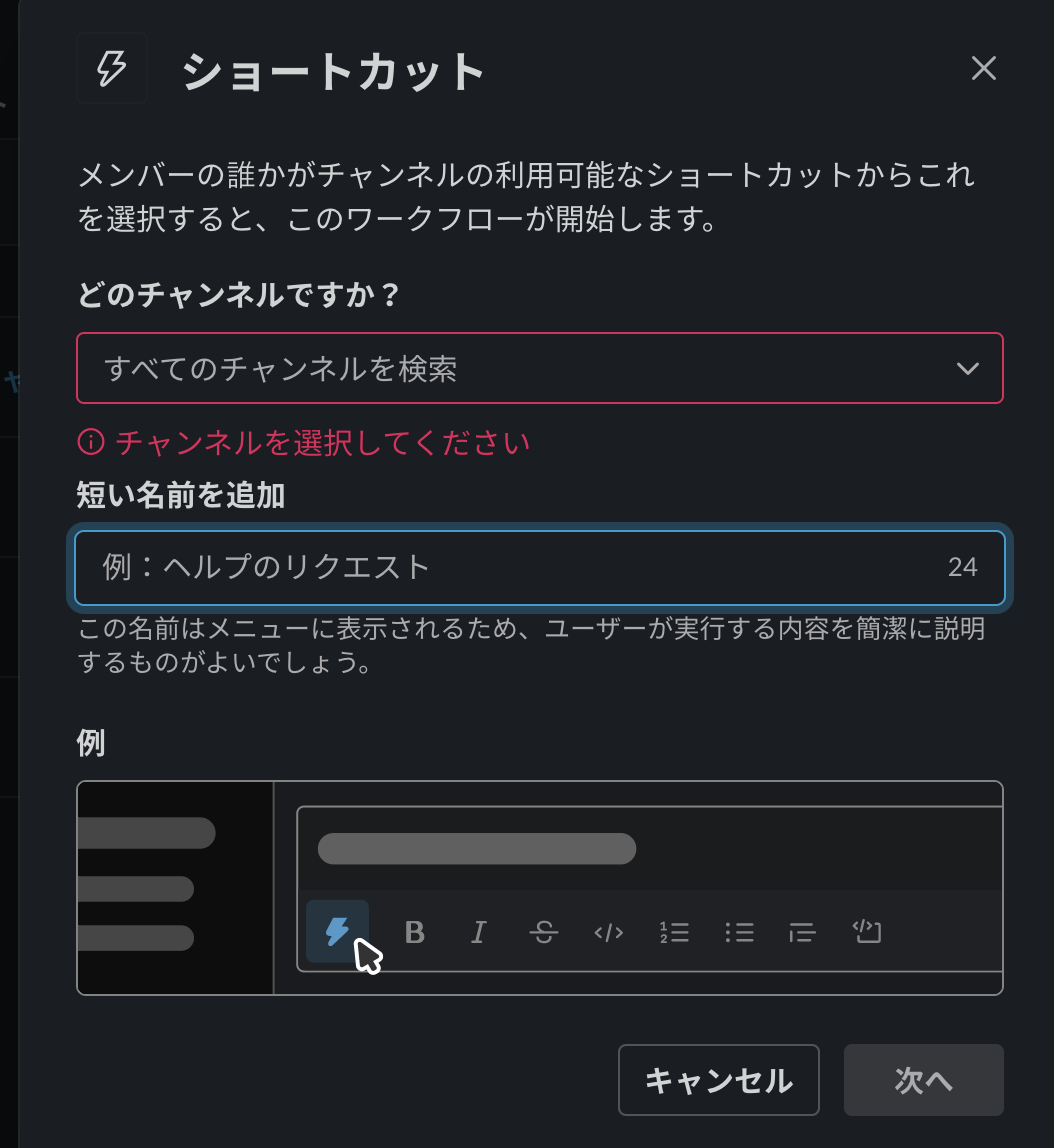 ショートカット
メンバーの誰かがチャンネルの利用可能なショートカットからこれ
を選択すると、このワークフローが開始します。
どのチャンネルですか？
すべてのチャンネルを検索
チャンネルを選択してください
短い名前を追加
例：ヘルプのリクエスト 24
この名前はメニューに表示されるため、ユーザーが実行する内容を簡潔に説明
するものがよいでしょう。
例
キャンセル 次へ